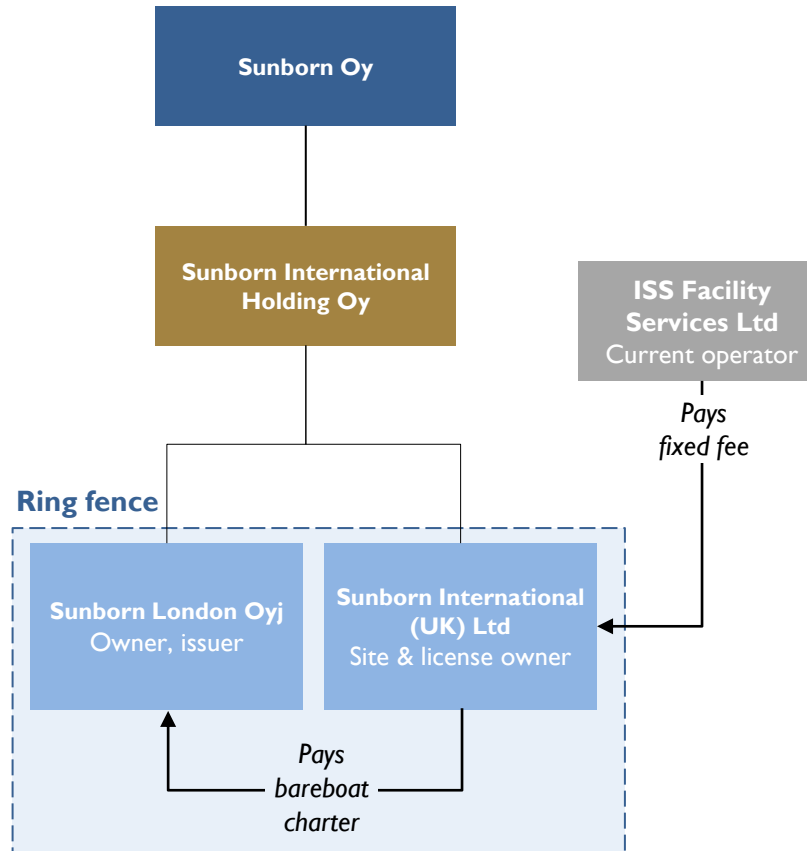 Sunborn Oy
Sunborn International
Holding Oy
ISS Facility
Services Ltd
Current operator
Pays
fixed fee
Ring fence
Sunborn London Oyj
Owner, issuer
Sunborn International
(UK) Ltd
Site & license owner
Pays
bareboat
charter